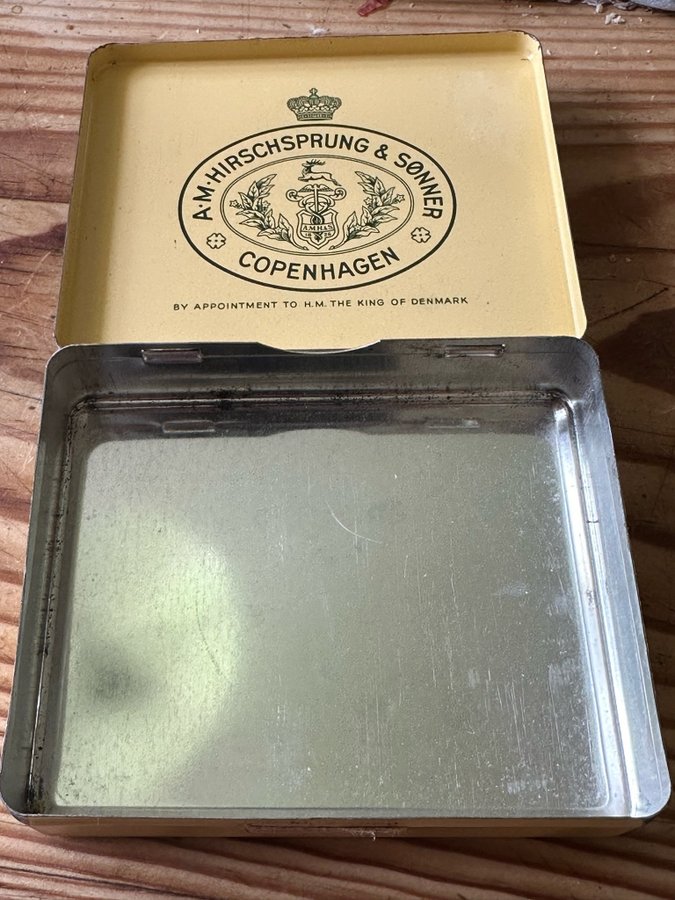 A·M·HIRSCHSPRUNG & SØNNER
A.M.H.&S.
COPENHAGEN
BY APPOINTMENT TO H.M. THE KING OF DENMARK